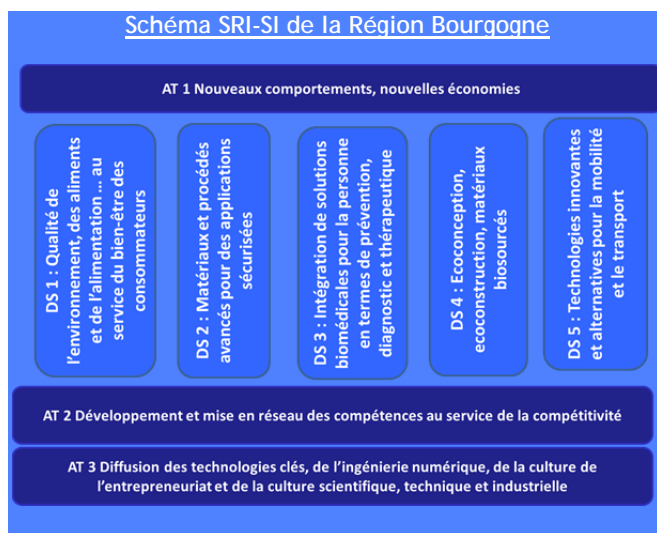 Schéma SRI-SI de la Région Bourgogne
AT 1 Nouveaux comportements, nouvelles économies
DS 1 : Qualité de
l'environnement, des aliments
et de l'alimentation ... au
service du bien-être des
consommateurs
DS 2 : Matériaux et procédés
avancés pour des applications
sécurisées
DS 3 : Intégration de solutions
biomédicales pour la personne
en termes de prévention,
diagnostic et thérapeutique
DS 4 : Ecoconception,
ecoconstruction, matériaux
biosourcés
DS 5 : Technologies innovantes
et alternatives pour la mobilité
et le transport
AT 2 Développement et mise en réseau des compétences au service de la compétitivité
AT 3 Diffusion des technologies clés, de l'ingénierie numérique, de la culture de
l'entrepreneuriat et de la culture scientifique, technique et industrielle